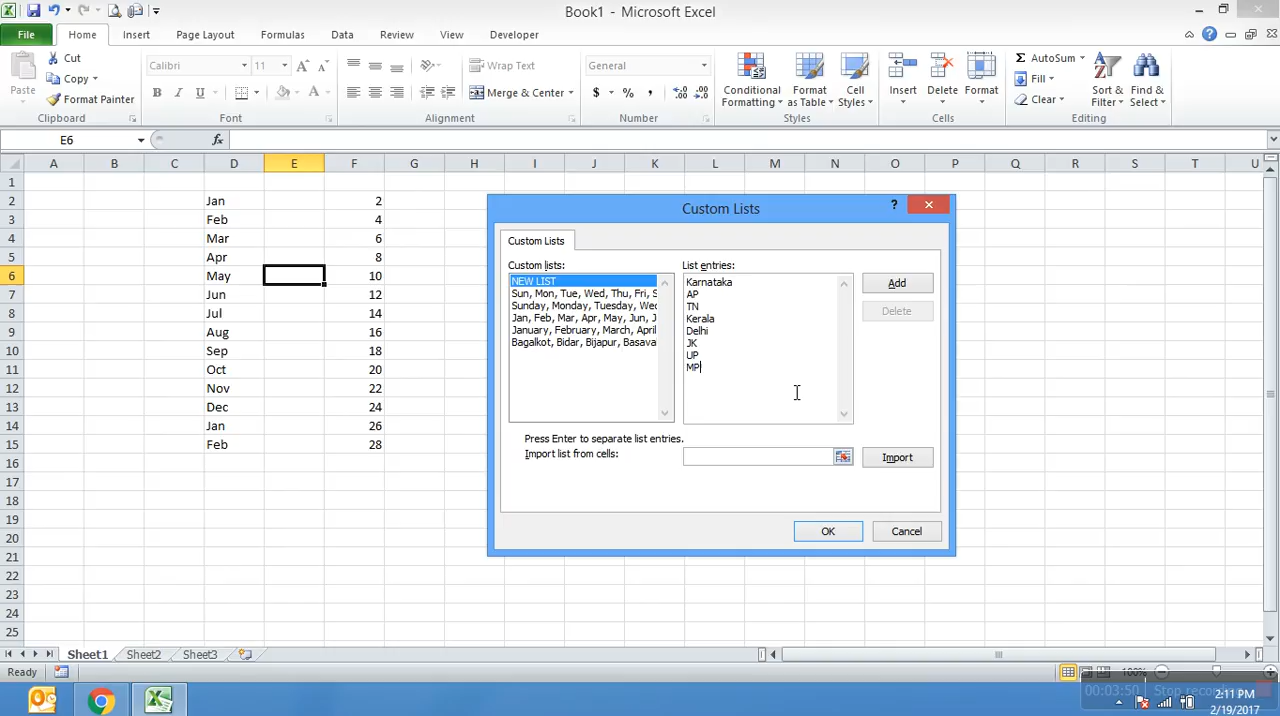 Book1 - Microsoft Excel
File Home Insert Page Layout Formulas Data Review View Developer
Paste
Cut
Copy
Format Painter
Clipboard
Calibri 11
B I U
Font
Wrap Text
Merge & Center
Alignment
General
$ % ,
Number
Conditional Formatting
Format as Table
Cell Styles
Styles
Insert Delete Format
Cells
AutoSum
Fill
Clear
Sort & Filter
Find & Select
Editing
E6 fx
A B C D E F G H I J K L M N O P Q R S T U
1
2 Jan 2
3 Feb 4
4 Mar 6
5 Apr 8
6 May 10
7 Jun 12
8 Jul 14
9 Aug 16
10 Sep 18
11 Oct 20
12 Nov 22
13 Dec 24
14 Jan 26
15 Feb 28
16
17
18
19
20
21
22
23
24
25
Custom Lists
?
Custom Lists
Custom lists:
NEW LIST
Sun, Mon, Tue, Wed, Thu, Fri, S
Sunday, Monday, Tuesday, Wed
Jan, Feb, Mar, Apr, May, Jun, J
January, February, March, April
Bagalkot, Bidar, Bijapur, Basava
List entries:
Karnataka
AP
TN
Kerala
Delhi
JK
UP
MP
Add
Delete
Press Enter to separate list entries.
Import list from cells:
Import
OK Cancel
Sheet1 Sheet2 Sheet3
Ready 100%
00:03:50 Stop recording
2:11 PM
2/19/2017